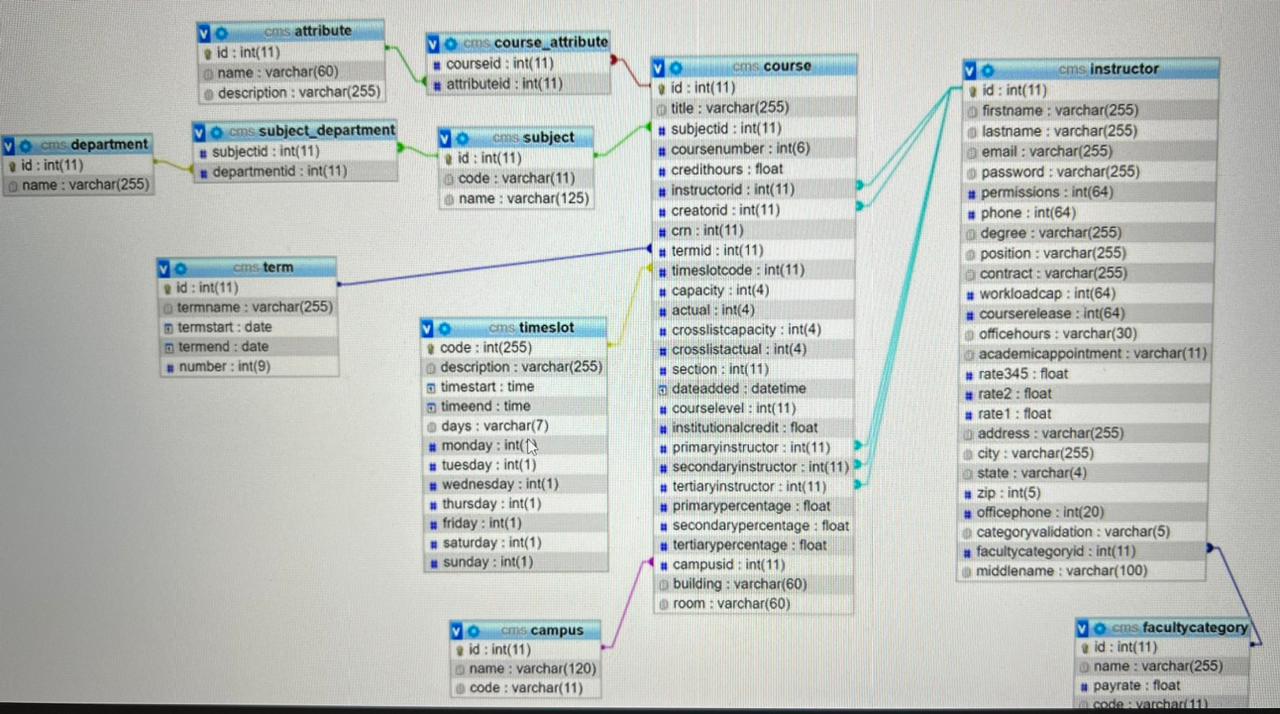 cms attribute
id : int(11)
name : varchar(60)
description : varchar(255)
cms course_attribute
courseid : int(11)
attributeid : int(11)
cms department
id : int(11)
name : varchar(255)
cms subject_department
subjectid : int(11)
departmentid : int(11)
cms subject
id : int(11)
code : varchar(11)
name : varchar(125)
cms term
id : int(11)
termname : varchar(255)
termstart : date
termend : date
number : int(9)
cms timeslot
code : int(255)
description : varchar(255)
timestart : time
timeend : time
days : varchar(7)
monday : int(
tuesday : int(1)
wednesday : int(1)
thursday : int(1)
friday : int(1)
saturday : int(1)
sunday : int(1)
cms campus
id : int(11)
name : varchar(120)
code : varchar(11)
cms course
id : int(11)
title : varchar(255)
subjectid : int(11)
coursenumber : int(6)
credithours : float
instructorid : int(11)
creatorid : int(11)
crn : int(11)
termid : int(11)
timeslotcode : int(11)
capacity : int(4)
actual : int(4)
crosslistcapacity : int(4)
crosslistactual : int(4)
section : int(11)
dateadded : datetime
courselevel : int(11)
institutionalcredit : float
primaryinstructor : int(11)
secondaryinstructor : int(11)
tertiaryinstructor : int(11)
primarypercentage : float
secondarypercentage : float
tertiarypercentage : float
campusid : int(11)
building : varchar(60)
room : varchar(60)
cms instructor
id : int(11)
firstname : varchar(255)
lastname : varchar(255)
email : varchar(255)
password : varchar(255)
permissions : int(64)
phone : int(64)
degree : varchar(255)
position : varchar(255)
contract : varchar(255)
workloadcap : int(64)
courserelease : int(64)
officehours : varchar(30)
academicappointment : varchar(11)
rate345 : float
rate2 : float
rate1 : float
address : varchar(255)
city : varchar(255)
state : varchar(4)
zip : int(5)
officephone : int(20)
categoryvalidation : varchar(5)
facultycategoryid : int(11)
middlename : varchar(100)
cms facultycategory
id : int(11)
name : varchar(255)
payrate : float
code : varchar(11)